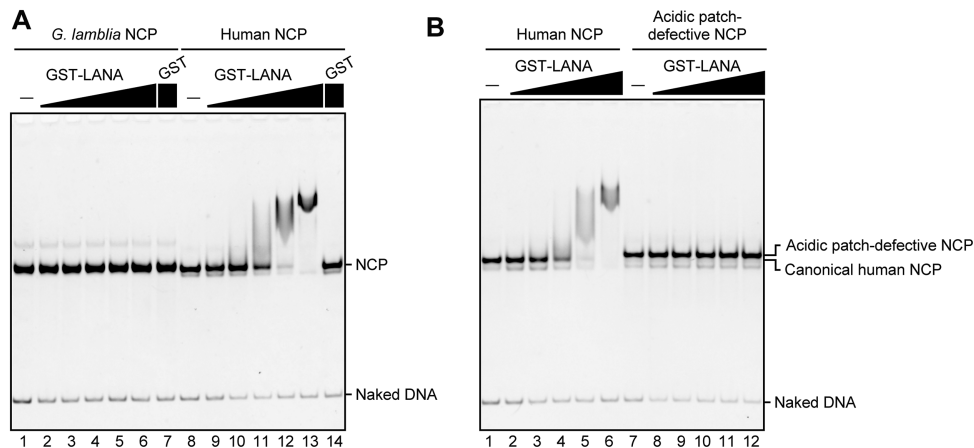 A
G. lamblia NCP
Human NCP
GST-LANA
GST
GST-LANA
GST
—
—
NCP
Naked DNA
1 2 3 4 5 6 7 8 9 10 11 12 13 14
B
Human NCP
Acidic patch-
defective NCP
GST-LANA
GST-LANA
—
—
Acidic patch-defective NCP
Canonical human NCP
Naked DNA
1 2 3 4 5 6 7 8 9 10 11 12